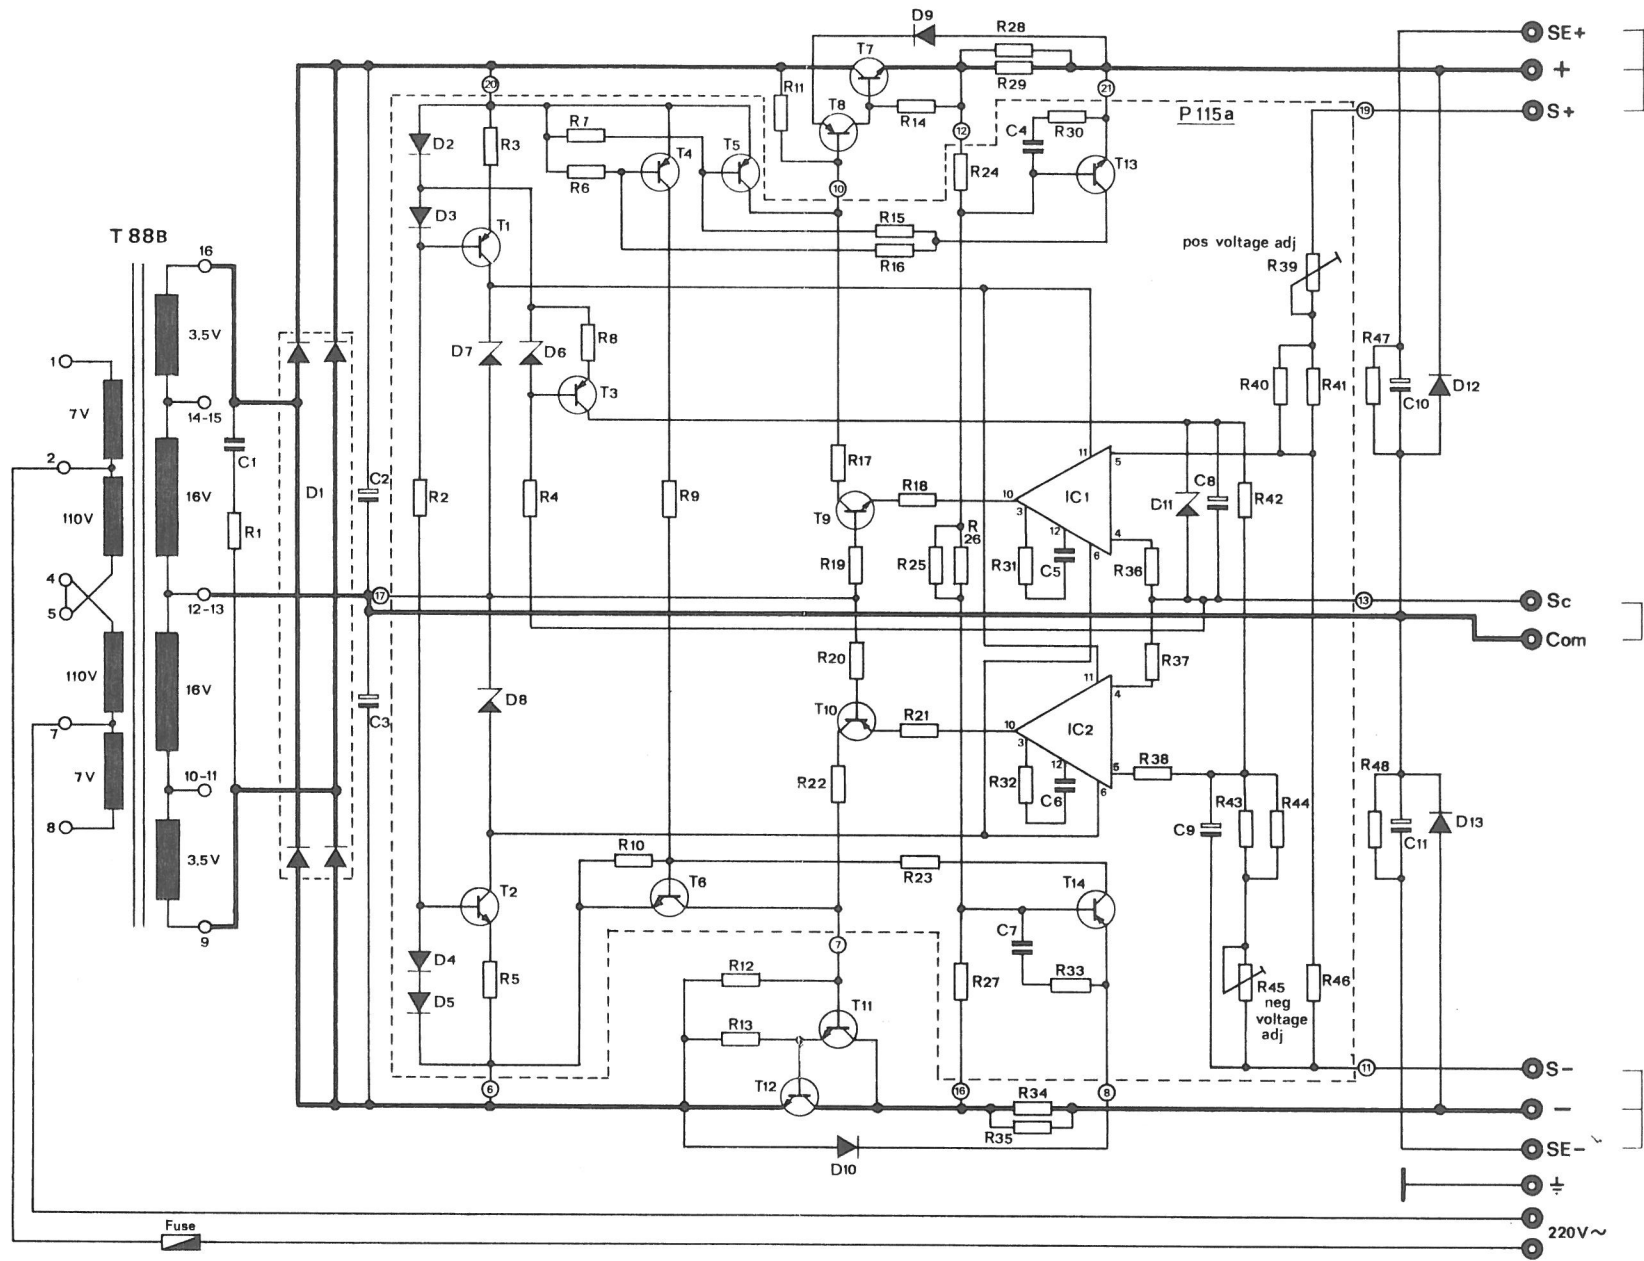 D9
R28
SE+
T7
+
R29
20
R11
21
T8
R14
S+
19
P 115a
R7
C4
R30
D2
R3
12
T4
T5
T13
R6
R24
10
D3
T1
R15
T 88B
16
R16
pos voltage adj
R39
3,5V
R8
R47
D7
D6
1
R40
R41
D12
T3
C10
7V
14-15
R17
11
5
2
C1
C2
C8
16V
D1
R2
R4
R9
R18
10
IC1
R42
3
D11
110V
T9
R
26
12
4
R1
6
R19
R25
R31
C5
R36
4
5
12-13
17
13
Sc
Com
R20
R37
110V
16V
11
4
D8
T10
R21
10
C3
IC2
3
7
12
5
R38
10-11
R22
R32
C6
6
R48
7V
R43
R44
C9
D13
8
C11
R10
3,5V
R23
T2
T6
T14
9
C7
7
D4
R12
R5
R27
R33
R45
R46
D5
T11
neg
voltage
adj
R13
11
S-
6
T12
16
R34
8
-
R35
D10
SE-
Fuse
220V~